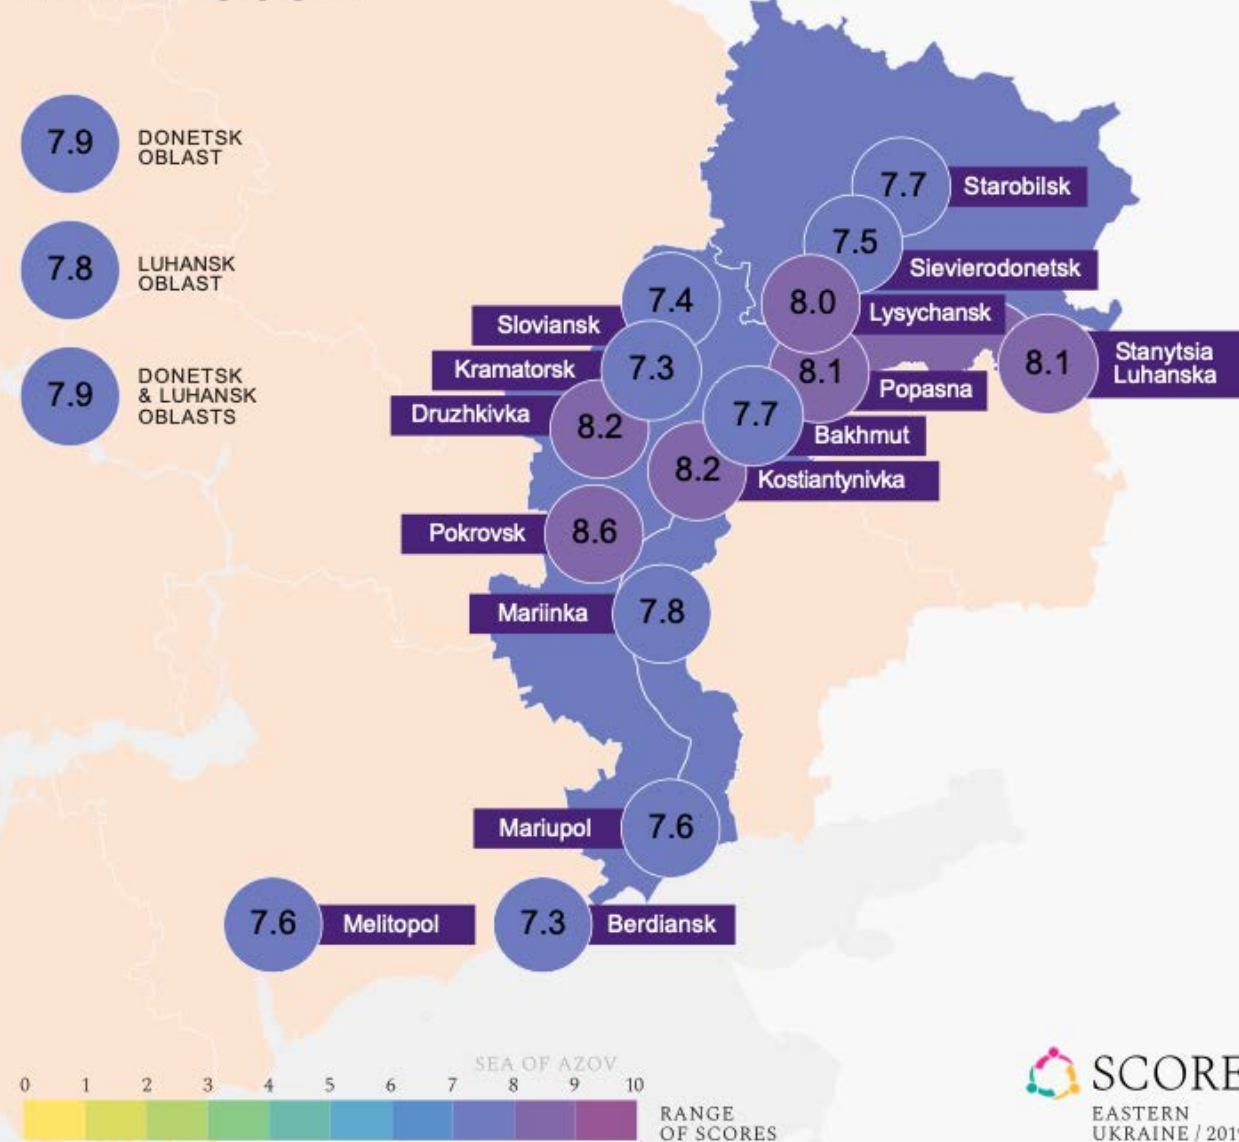 7.9
DONETSK
OBLAST
7.8
LUHANSK
OBLAST
7.9
DONETSK
& LUHANSK
OBLASTS
7.7
Starobilsk
7.5
Sievierodonetsk
8.0
Lysychansk
7.4
Sloviansk
8.1
Stanytsia
Luhanska
7.3
Kramatorsk
8.1
Popasna
8.2
Druzhkivka
7.7
Bakhmut
8.2
Kostiantynivka
Pokrovsk
8.6
Mariinka
7.8
Mariupol
7.6
7.6
Melitopol
7.3
Berdiansk
SEA OF AZOV
0 1 2 3 4 5 6 7 8 9 10
RANGE
OF SCORES
SCORE
EASTERN
UKRAINE / 2019